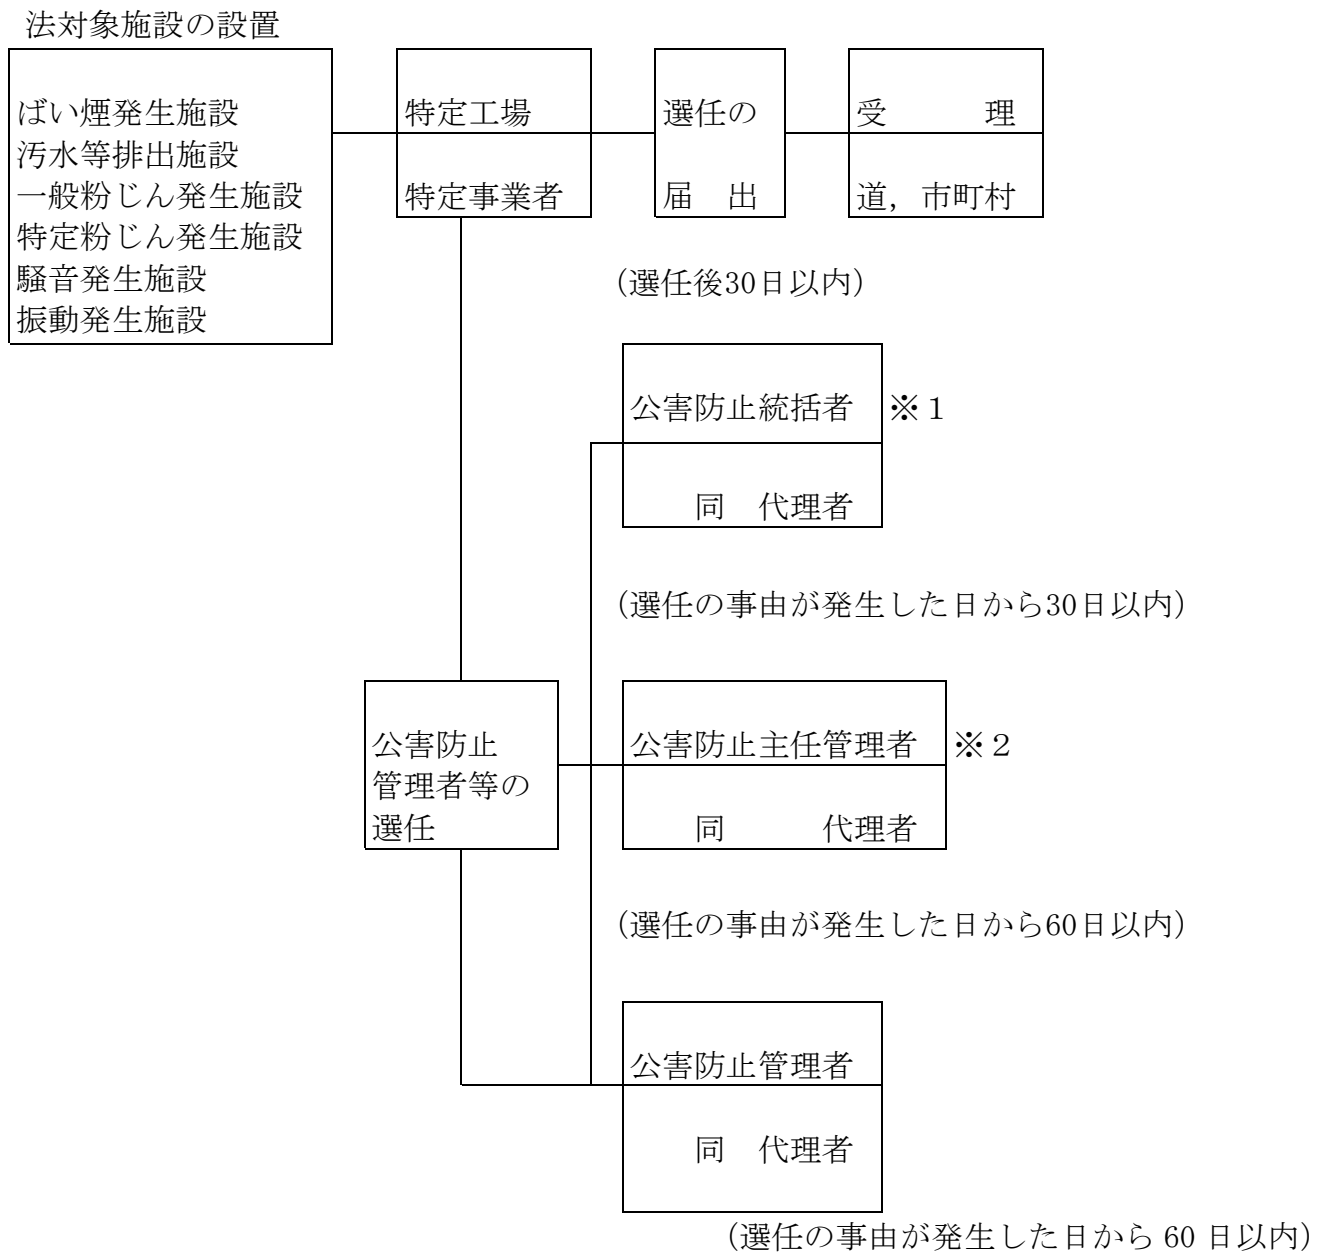 法対象施設の設置
ばい煙発生施設
汚水等排出施設
一般粉じん発生施設
特定粉じん発生施設
騒音発生施設
振動発生施設
特定工場
特定事業者
選任の
届　出
受　　　理
道，市町村
（選任後30日以内）
公害防止統括者 ※１
同　代理者
（選任の事由が発生した日から30日以内）
公害防止
管理者等の
選任
公害防止主任管理者 ※２
同　　　代理者
（選任の事由が発生した日から60日以内）
公害防止管理者
同　代理者
（選任の事由が発生した日から 60 日以内）